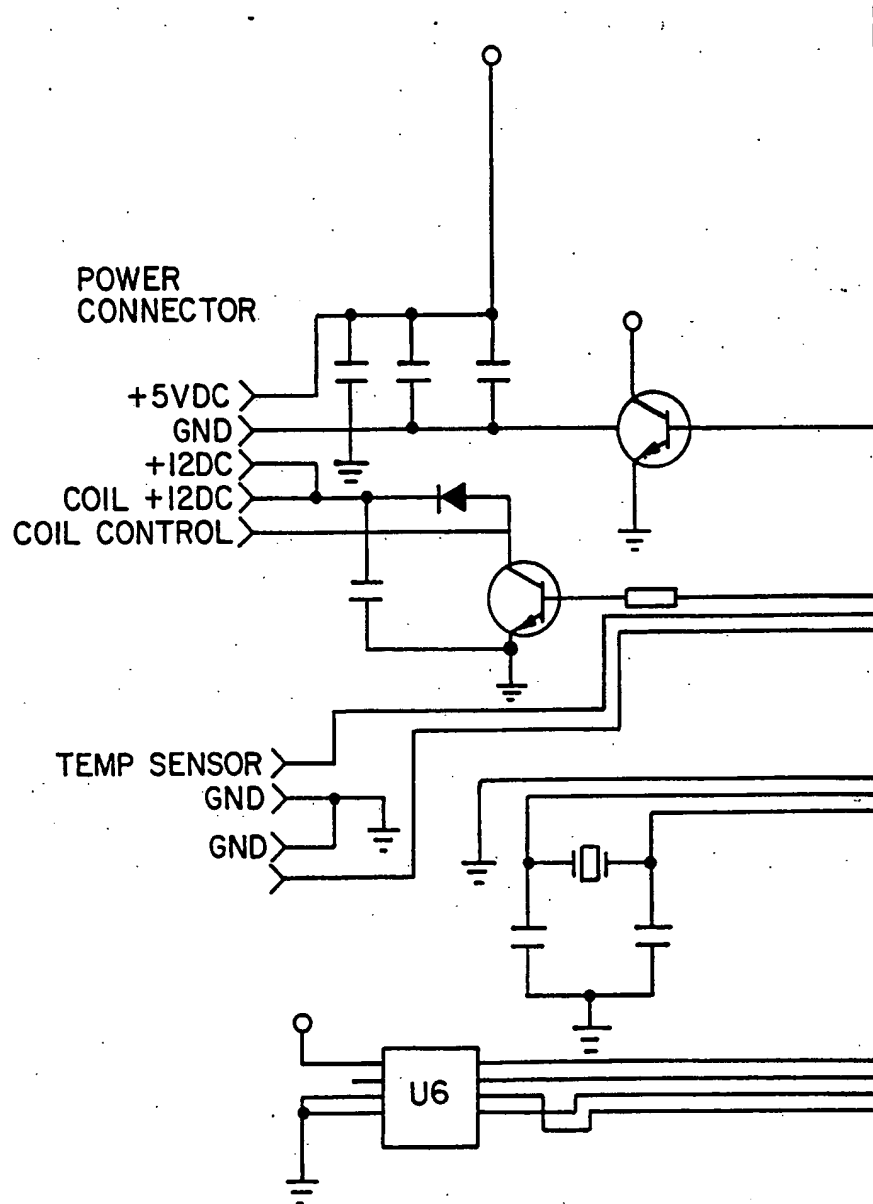 POWER
CONNECTOR
+5VDC
GND
+12DC
COIL +12DC
COIL CONTROL
TEMP SENSOR
GND
GND
U6